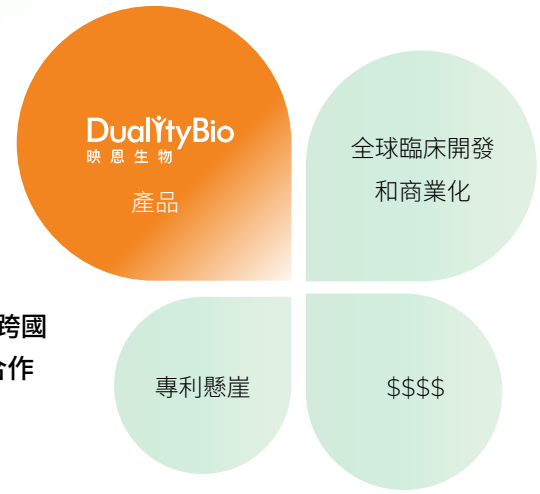 DualityBio
映恩生物
產品
全球臨床開發
和商業化
跨國
合作
專利懸崖
$$$$